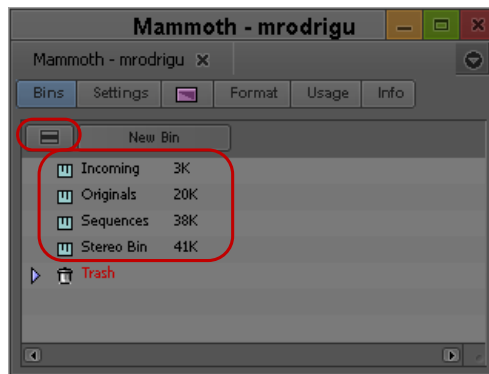 Mammoth - mrodrigu
Mammoth - mrodrigu
Bins Settings Format Usage Info
New Bin
Incoming 3K
Originals 20K
Sequences 38K
Stereo Bin 41K
Trash